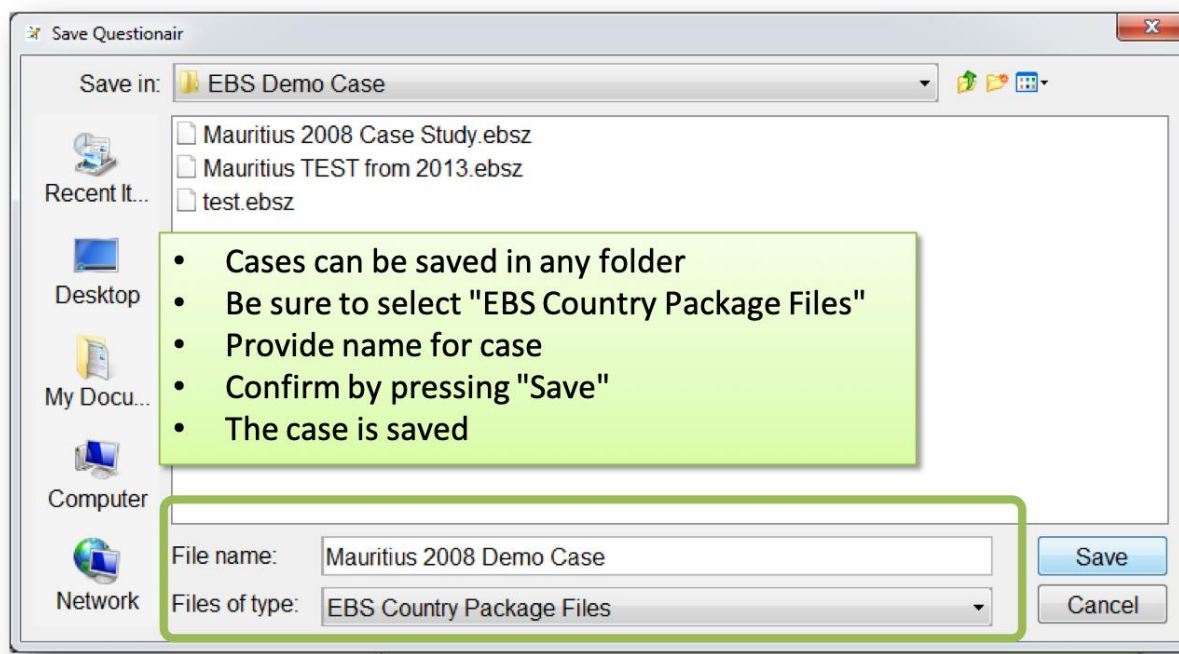 Save Questionair
Save in: EBS Demo Case
Mauritius 2008 Case Study.ebsz
Mauritius TEST from 2013.ebsz
test.ebsz
Recent It...
Desktop
My Docu...
Computer
Network
• Cases can be saved in any folder
• Be sure to select "EBS Country Package Files"
• Provide name for case
• Confirm by pressing "Save"
• The case is saved
File name: Mauritius 2008 Demo Case
Save
Files of type: EBS Country Package Files
Cancel